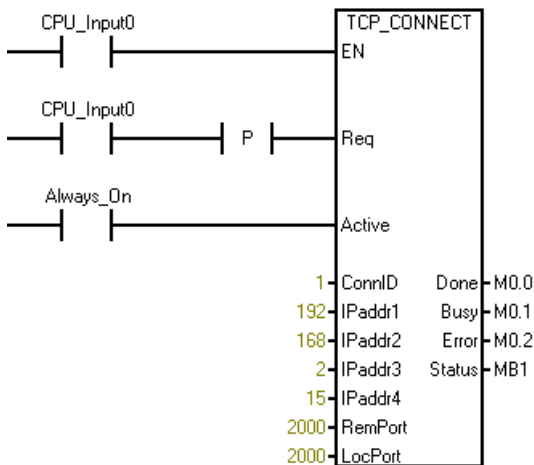 CPU_Input0 TCP_CONNECT
EN
CPU_Input0
P Req
Always_On
Active
1 ConnID Done M0.0
192 IPaddr1 Busy M0.1
168 IPaddr2 Error M0.2
2 IPaddr3 Status MB1
15 IPaddr4
2000 RemPort
2000 LocPort